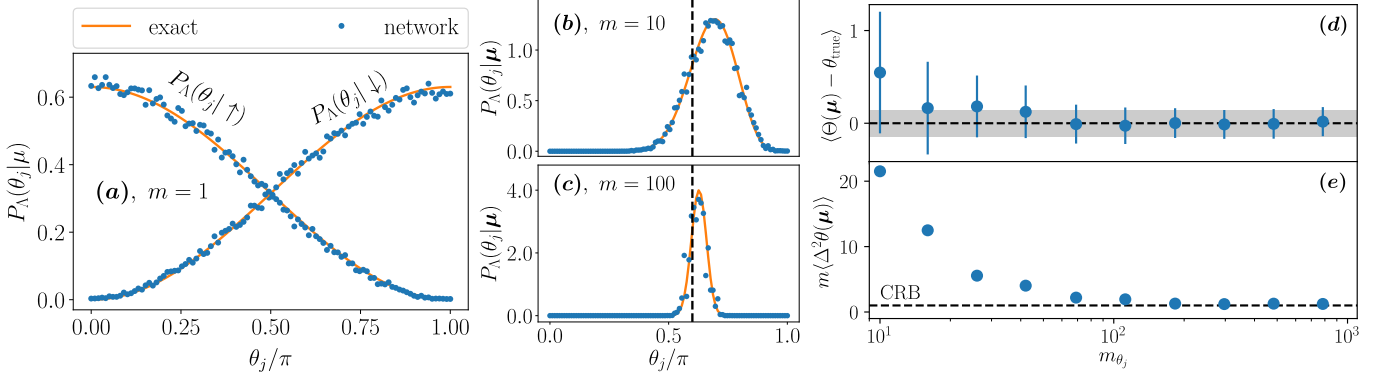 exact
network
P_Λ(θ_j|μ)
0.6
0.4
0.2
0.0
P_Λ(θ_j|↑)
P_Λ(θ_j|↓)
(a), m = 1
0.00
0.25
0.50
0.75
1.00
θ_j/π
P_Λ(θ_j|μ)
1.0
0.5
0.0
(b), m = 10
P_Λ(θ_j|μ)
4.0
2.0
0.0
(c), m = 100
0.0
0.5
1.0
θ_j/π
⟨Θ(μ) − θ_true⟩
1
0
(d)
m⟨Δ²θ(μ)⟩
20
10
0
(e)
CRB
10¹
10²
10³
m_θ_j